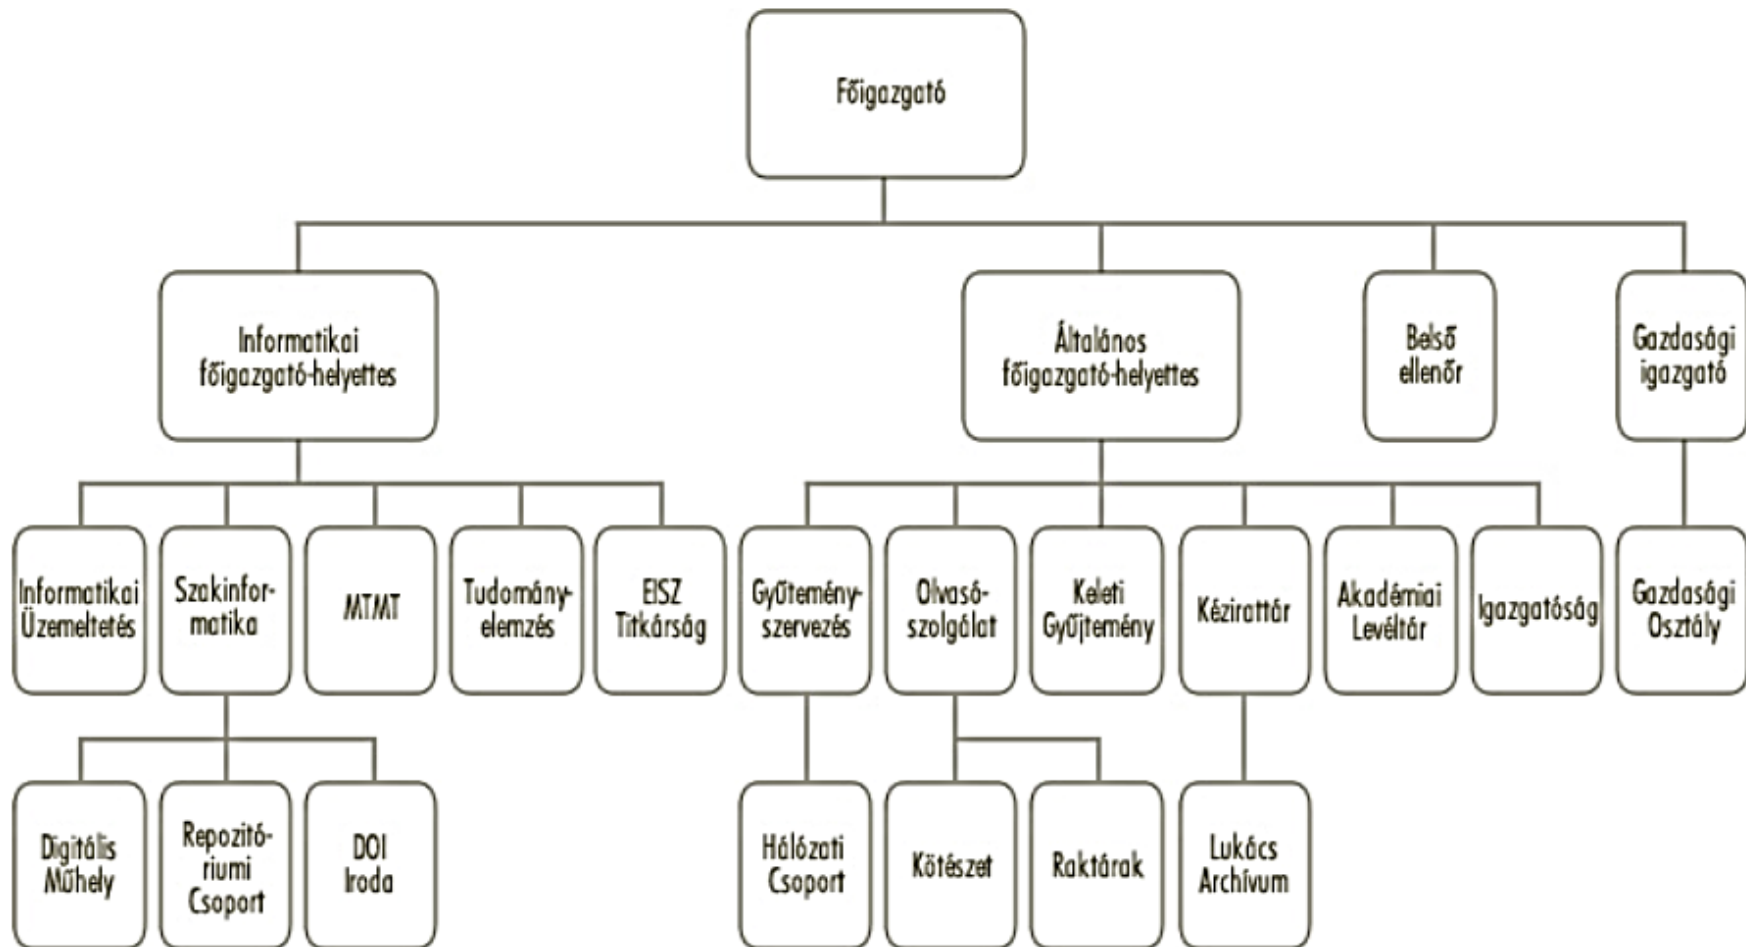 Főigazgató
Informatikai
főigazgató-helyettes
Általános
főigazgató-helyettes
Belső
ellenőr
Gazdasági
igazgató
Informatikai
Üzemeltetés
Szakinfor-
matika
MTMT
Tudomány-
elemzés
EISZ
Titkárság
Gyűtemény-
szervezés
Olvasó-
szolgálat
Keleti
Gyűjtemény
Kézirattár
Akadémiai
Levéltár
Igazgatóság
Gazdasági
Osztály
Digitális
Műhely
Repozitó-
riumi
Csoport
DOI
Iroda
Hálózati
Csoport
Kötészet
Raktárak
Lukács
Archívum